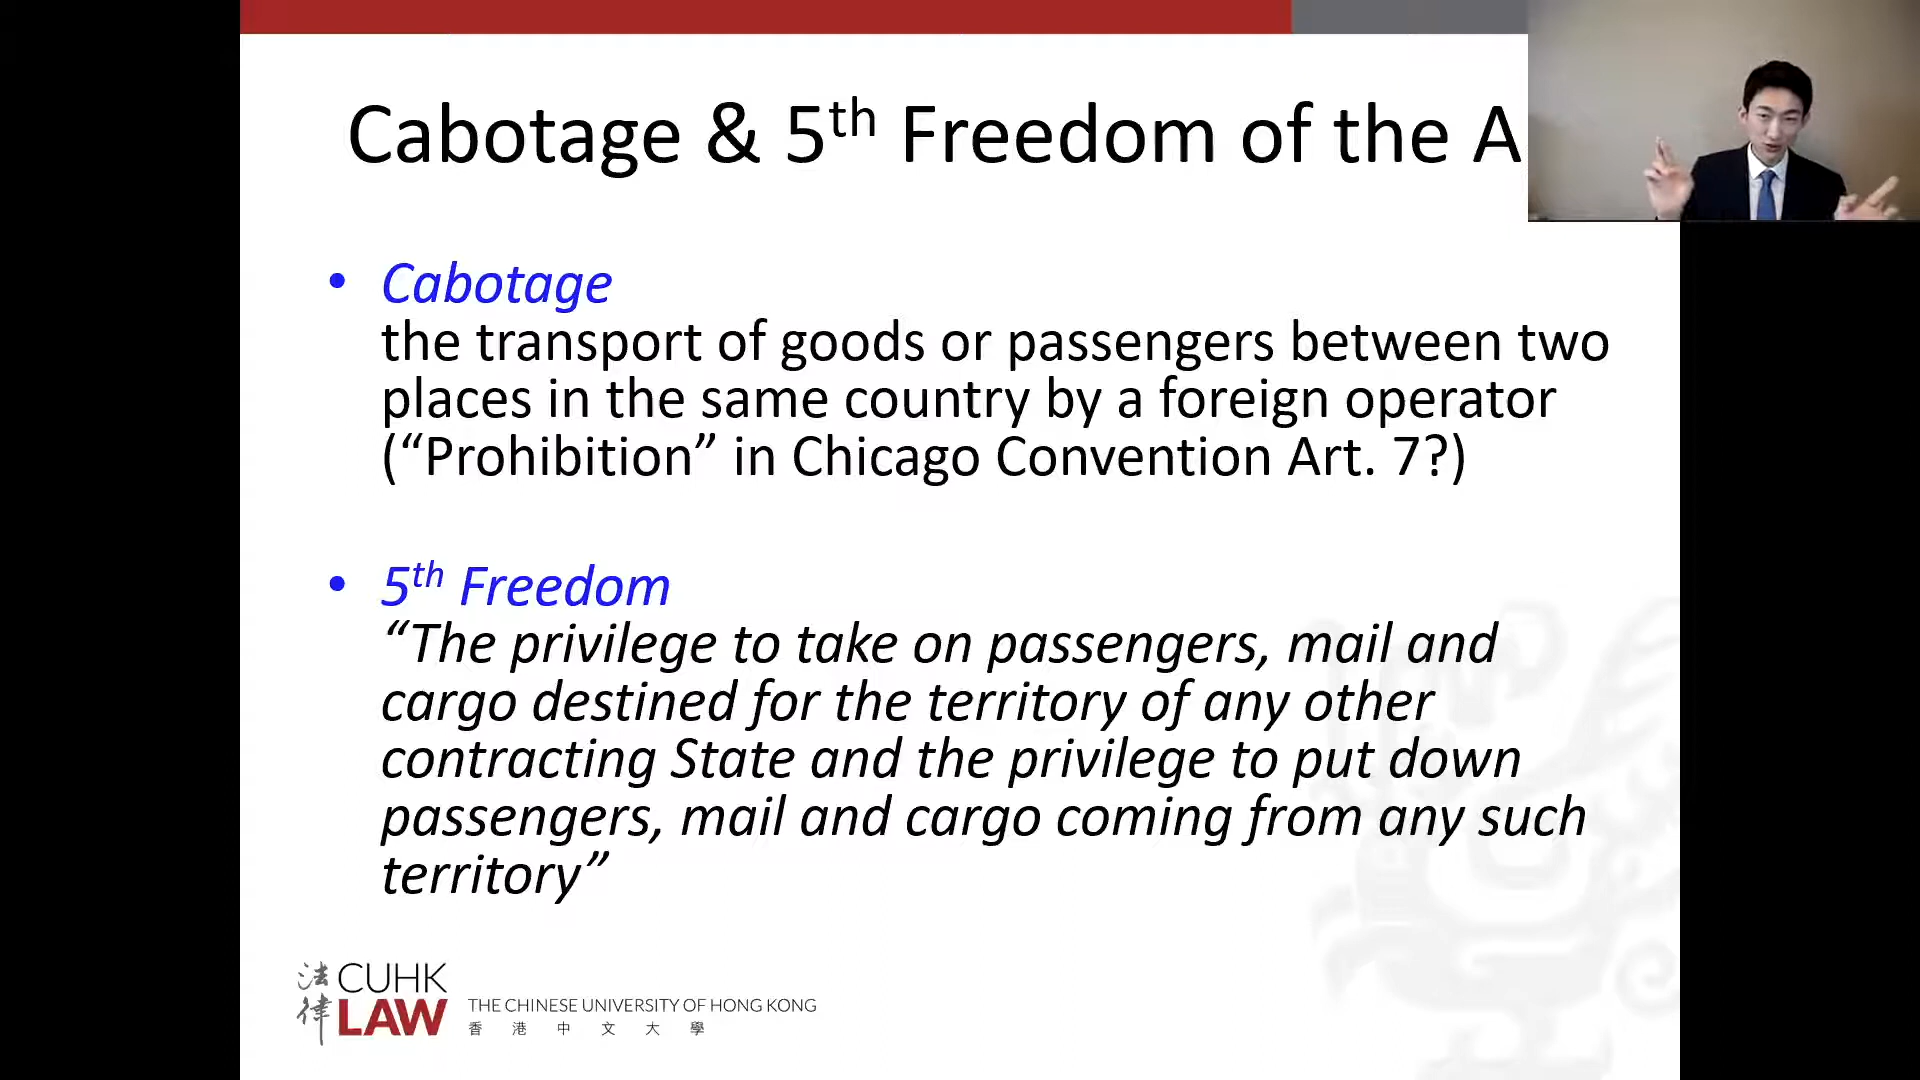 Cabotage & 5th Freedom of the A
• Cabotage
the transport of goods or passengers between two
places in the same country by a foreign operator
(“Prohibition” in Chicago Convention Art. 7?)
• 5th Freedom
“The privilege to take on passengers, mail and
cargo destined for the territory of any other
contracting State and the privilege to put down
passengers, mail and cargo coming from any such
territory”
法律
CUHK
LAW
THE CHINESE UNIVERSITY OF HONG KONG
香港中文大學